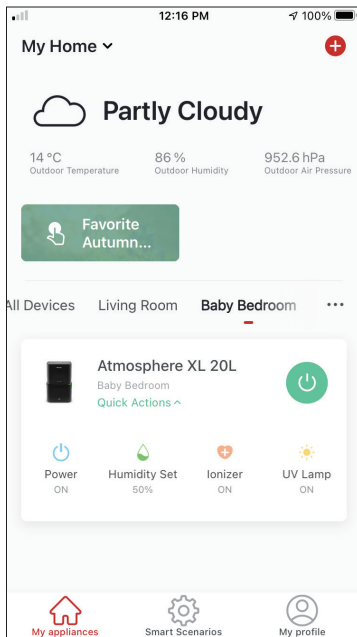 12:16 PM
100%
My Home
Partly Cloudy
14 °C
86 %
952.6 hPa
Outdoor Temperature
Outdoor Humidity
Outdoor Air Pressure
Favorite
Autumn...
All Devices
Living Room
Baby Bedroom
...
Atmosphere XL 20L
Baby Bedroom
Quick Actions
Power
Humidity Set
Ionizer
UV Lamp
ON
50%
ON
ON
My appliances
Smart Scenarios
My profile